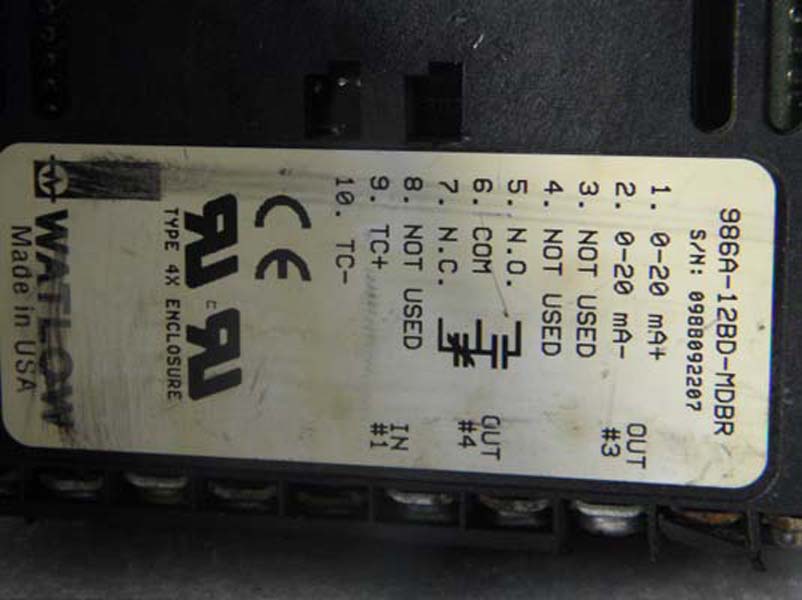 986A-12BD-MDBR
S/N: 0988092207
1. 0-20 mA+ OUT
2. 0-20 mA- #3
3. NOT USED
4. NOT USED
5. N.O.
6. COM OUT
7. N.C. #4
8. NOT USED
9. TC+ IN
10. TC- #1
CE
TYPE 4X ENCLOSURE
WATLOW
Made in USA